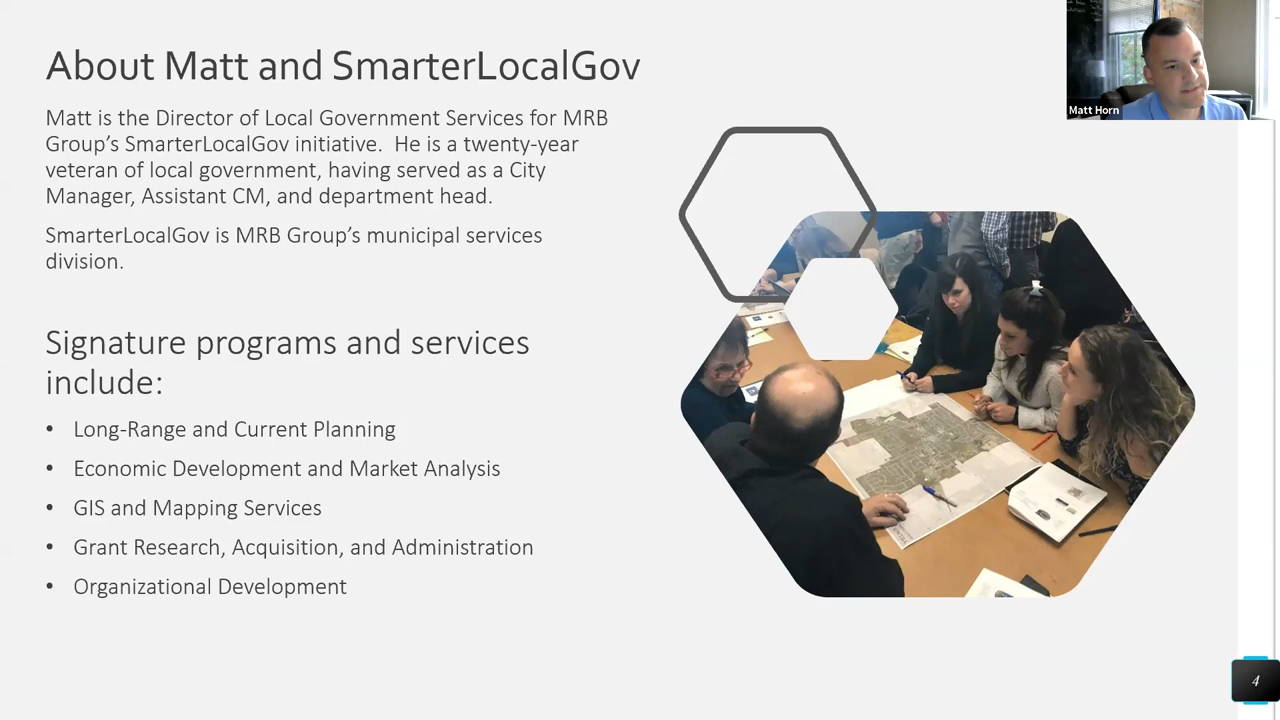 About Matt and SmarterLocalGov
Matt is the Director of Local Government Services for MRB
Group's SmarterLocalGov initiative.  He is a twenty-year
veteran of local government, having served as a City
Manager, Assistant CM, and department head.
SmarterLocalGov is MRB Group's municipal services
division.
Signature programs and services
include:
• Long-Range and Current Planning
• Economic Development and Market Analysis
• GIS and Mapping Services
• Grant Research, Acquisition, and Administration
• Organizational Development
Matt Horn
4